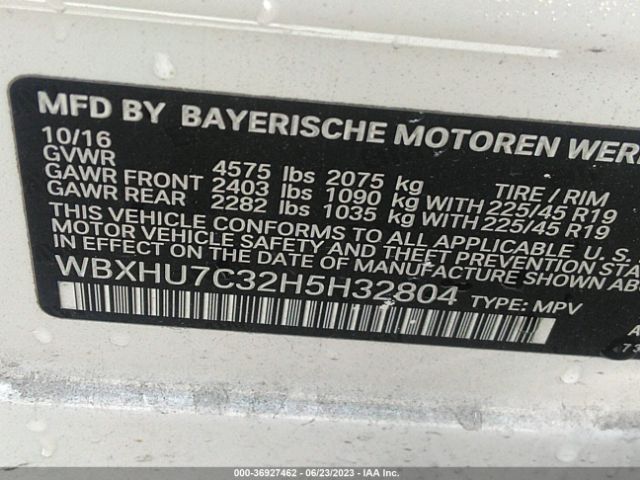 MFD BY BAYERISCHE MOTOREN
10/16
GVWR 4575 lbs 2075 kg TIRE / RIM
GAWR FRONT 2403 lbs 1090 kg WITH 225/45 R19
GAWR REAR 2282 lbs 1035 kg WITH 225/45 R19
THIS VEHICLE CONFORMS TO ALL APPLICABLE U. S.
MOTOR VEHICLE SAFETY AND THEFT PREVENTION
IN EFFECT ON THE DATE OF MANUFACTURE SHOWN
WBXHU7C32H5H32804 TYPE: MPV
000-36927462 - 06/23/2023 - IAA Inc.